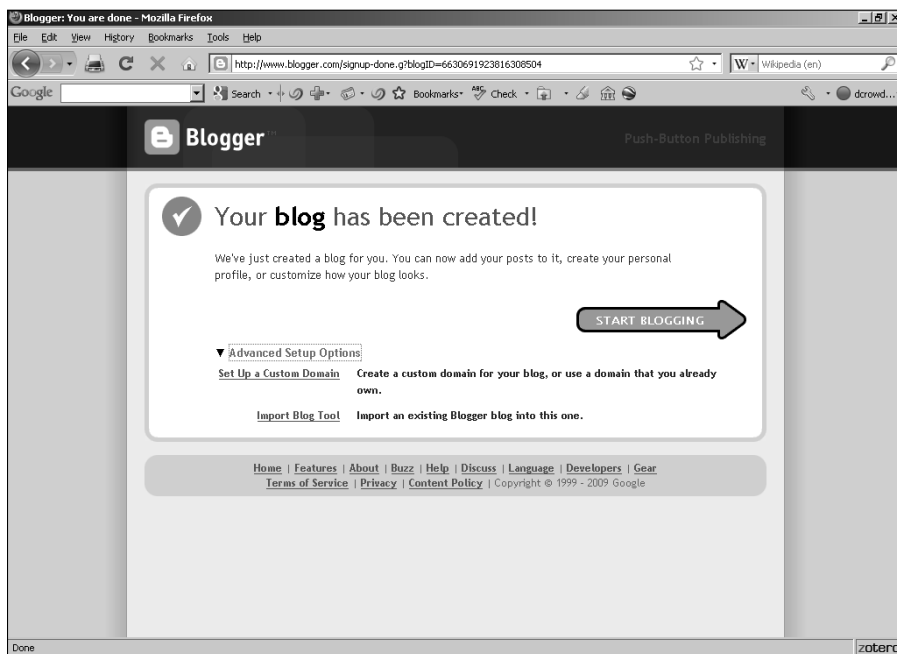 Blogger: You are done - Mozilla Firefox
File Edit View History Bookmarks Tools Help
http://www.blogger.com/signup-done.g?blogID=6630691923816308504
W Wikipedia (en)
Google Search Bookmarks ABC Check dcrowd...
Blogger™
Push-Button Publishing
Your blog has been created!
We've just created a blog for you. You can now add your posts to it, create your personal
profile, or customize how your blog looks.
START BLOGGING
▼ Advanced Setup Options
Set Up a Custom Domain Create a custom domain for your blog, or use a domain that you already
own.
Import Blog Tool Import an existing Blogger blog into this one.
Home | Features | About | Buzz | Help | Discuss | Language | Developers | Gear
Terms of Service | Privacy | Content Policy | Copyright © 1999 - 2009 Google
Done
zotero